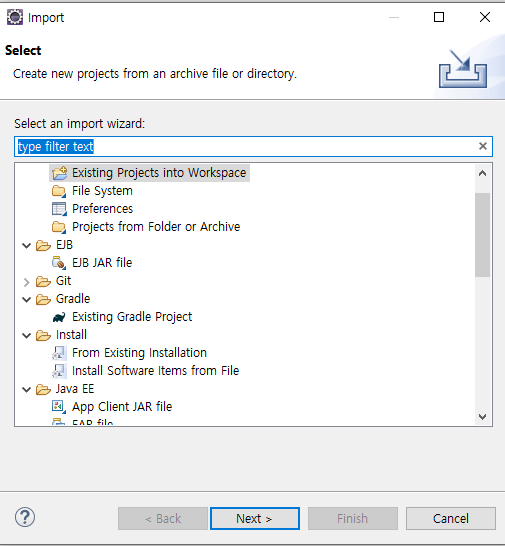 Import
Select
Create new projects from an archive file or directory.
Select an import wizard:
type filter text
Existing Projects into Workspace
File System
Preferences
Projects from Folder or Archive
EJB
EJB JAR file
Git
Gradle
Existing Gradle Project
Install
From Existing Installation
Install Software Items from File
Java EE
App Client JAR file
EAR file
< Back
Next >
Finish
Cancel